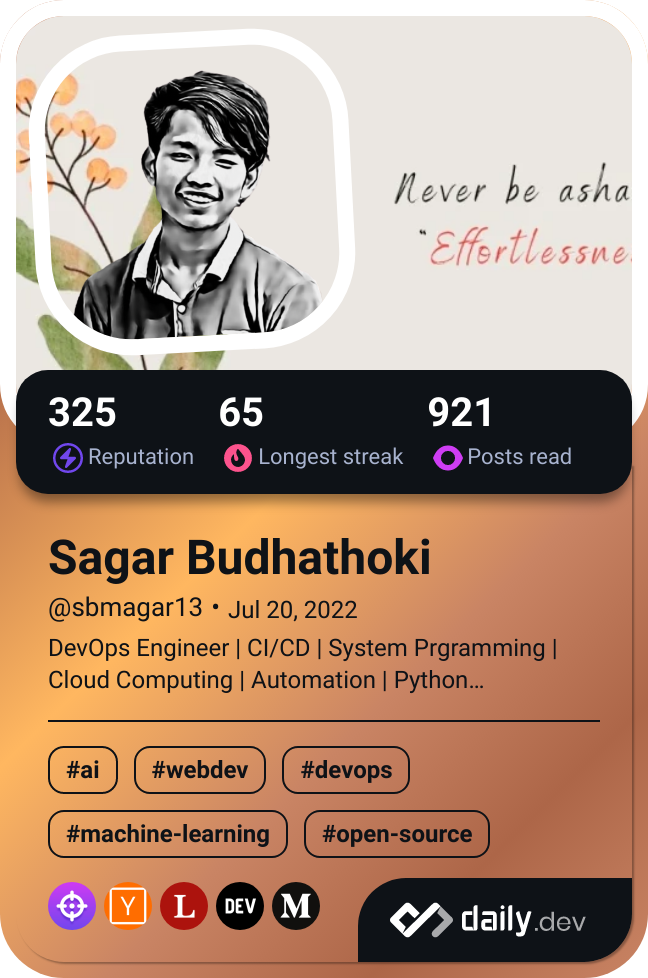 Never be asha
"Effortlessne
325 65 921
Reputation Longest streak Posts read
Sagar Budhathoki
@sbmagar13 • Jul 20, 2022
DevOps Engineer | CI/CD | System Prgramming |
Cloud Computing | Automation | Python...
#ai #webdev #devops
#machine-learning #open-source
Y L DEV M daily.dev